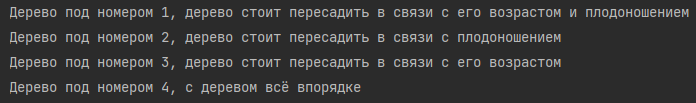 Дерево под номером 1, дерево стоит пересадить в связи с его возрастом и плодоношением
Дерево под номером 2, дерево стоит пересадить в связи с плодоношением
Дерево под номером 3, дерево стоит пересадить в связи с его возрастом
Дерево под номером 4, с деревом всё впорядке